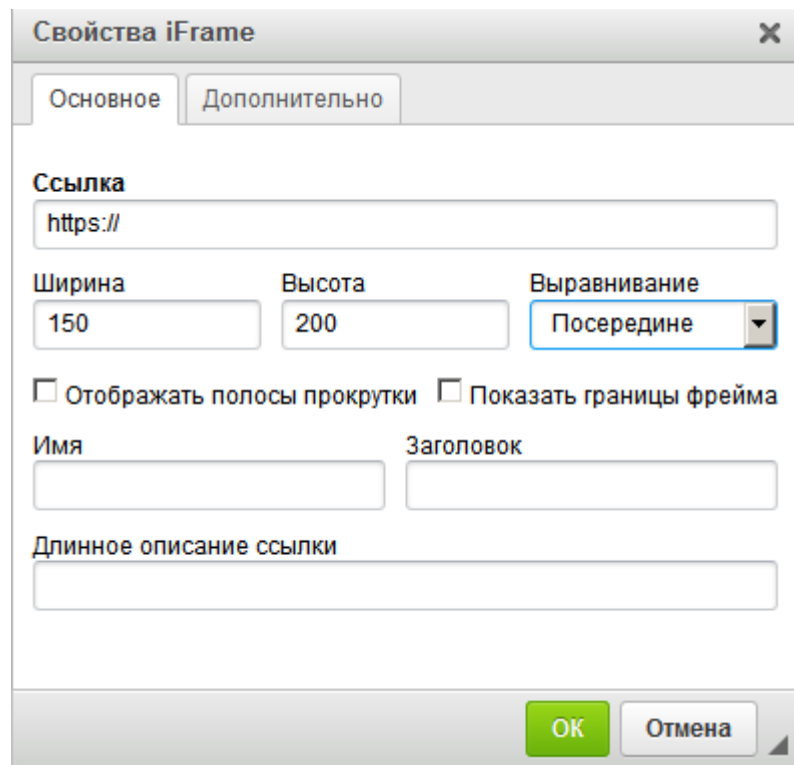 Свойства iFrame
Основное Дополнительно
Ссылка
https://
Ширина Высота Выравнивание
150 200 Посередине
Отображать полосы прокрутки Показать границы фрейма
Имя Заголовок
Длинное описание ссылки
ОК Отмена